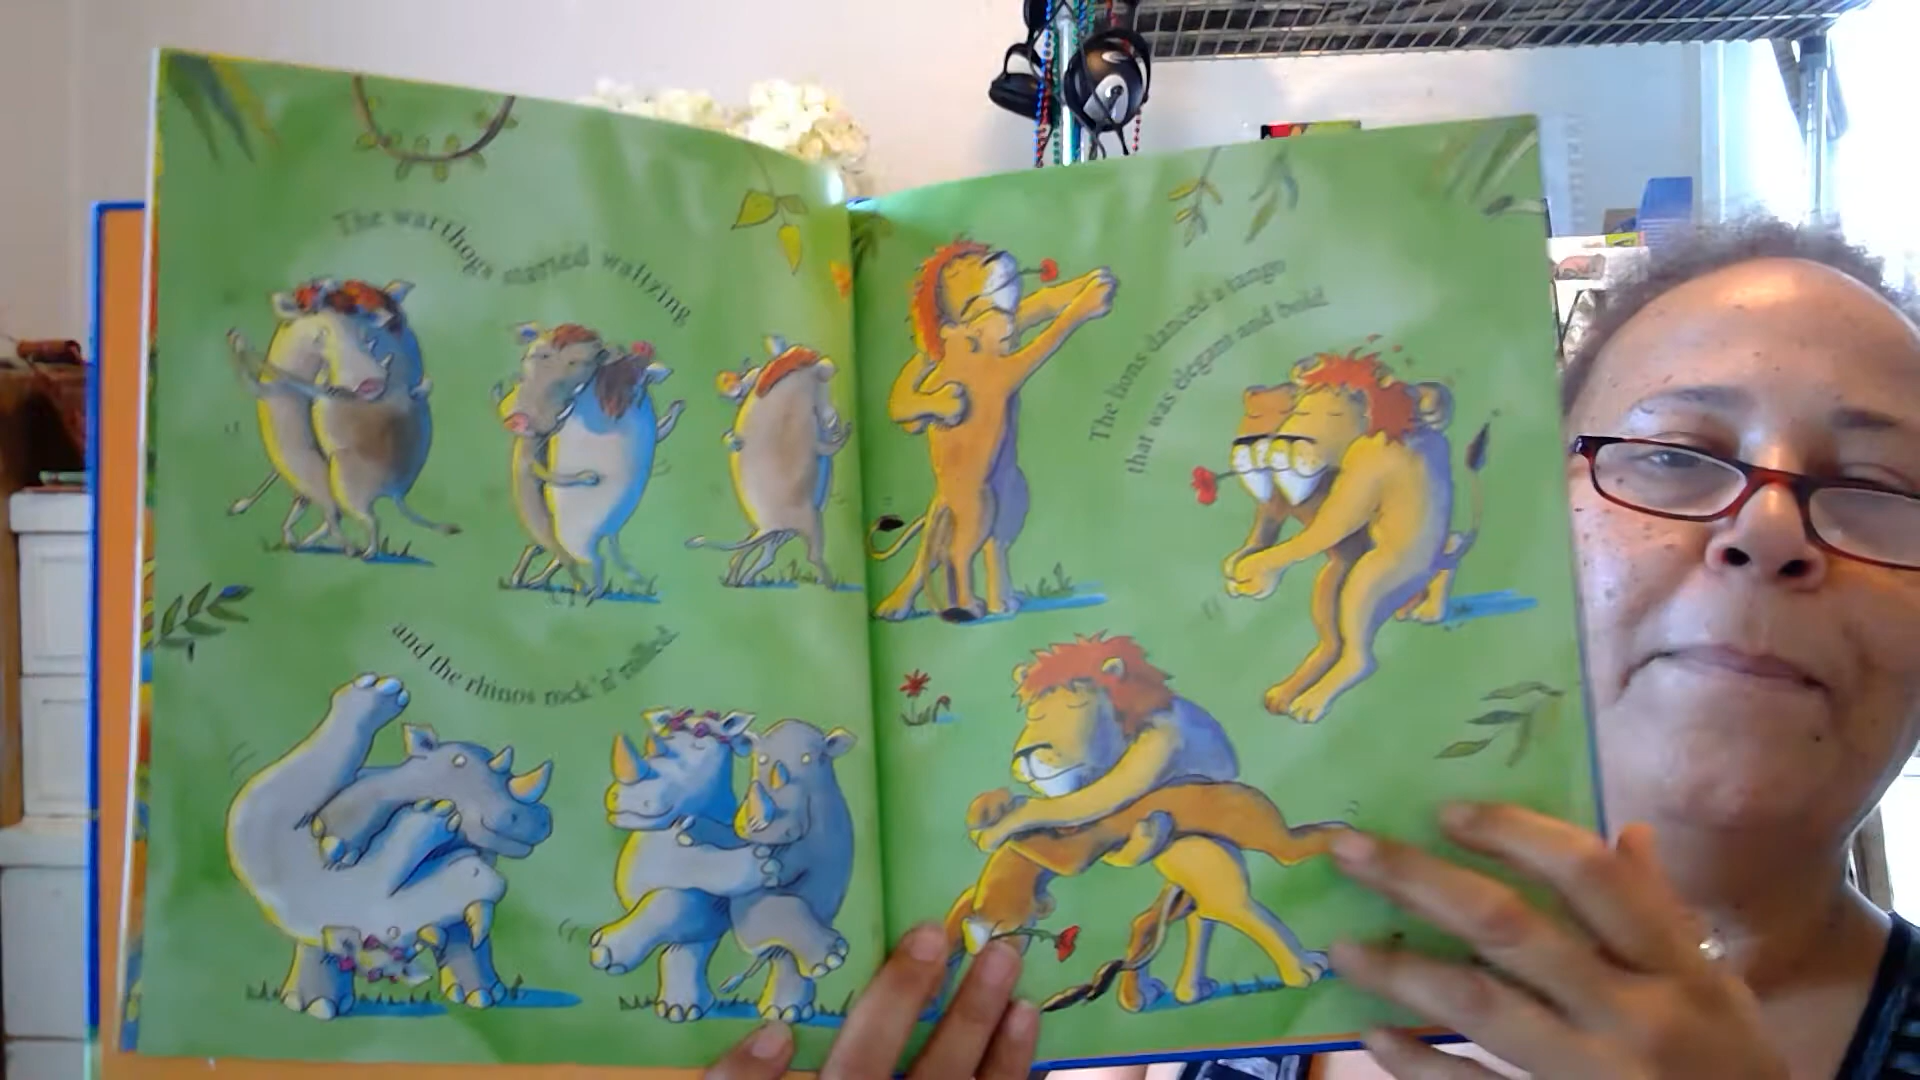 The warthogs started waltzing
and the rhinos rock 'n' rolled.
The lions danced a tango
that was elegant and bold.